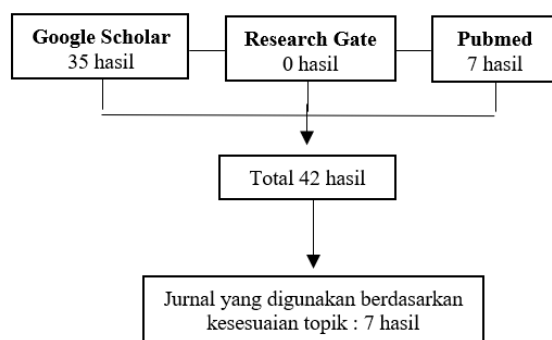 Google Scholar
35 hasil
Research Gate
0 hasil
Pubmed
7 hasil
Total 42 hasil
Jurnal yang digunakan berdasarkan
kesesuaian topik : 7 hasil